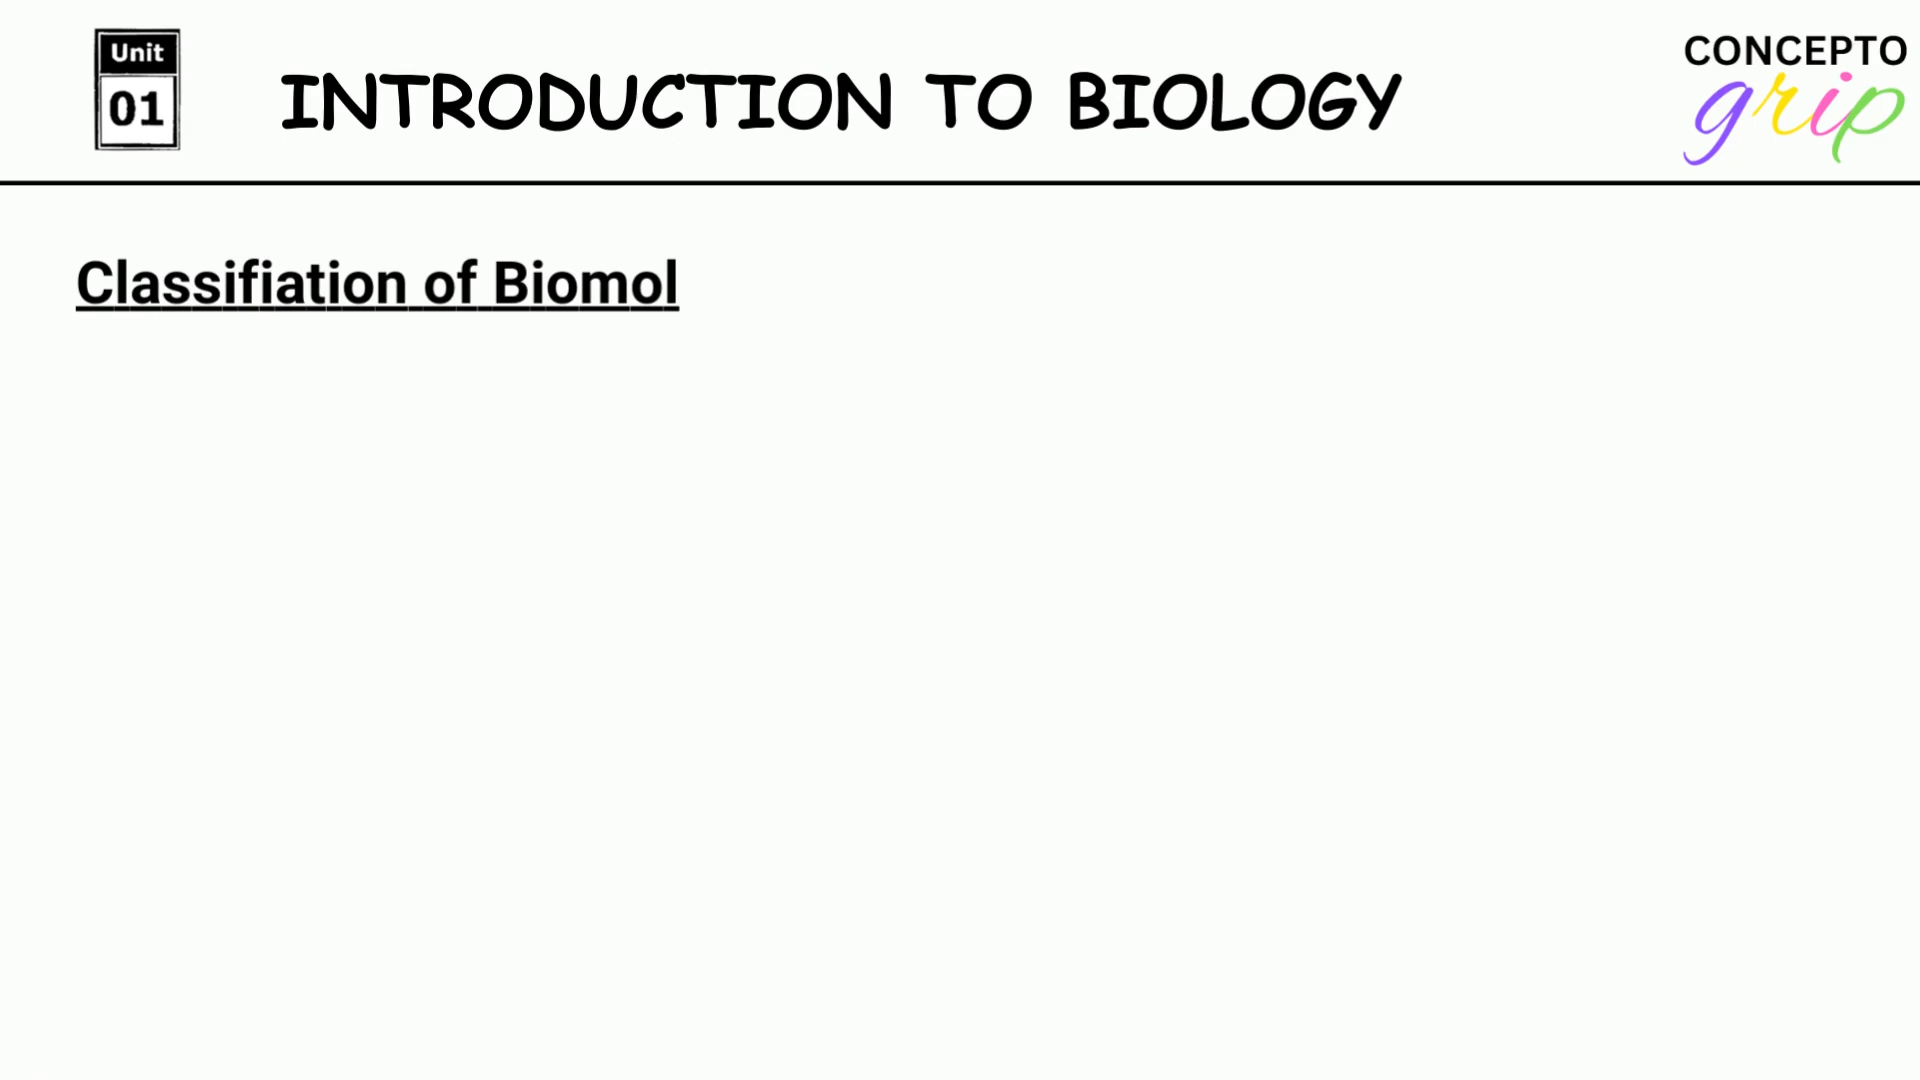 Unit
01
INTRODUCTION TO BIOLOGY
CONCEPTO
grip
Classifiation of Biomol